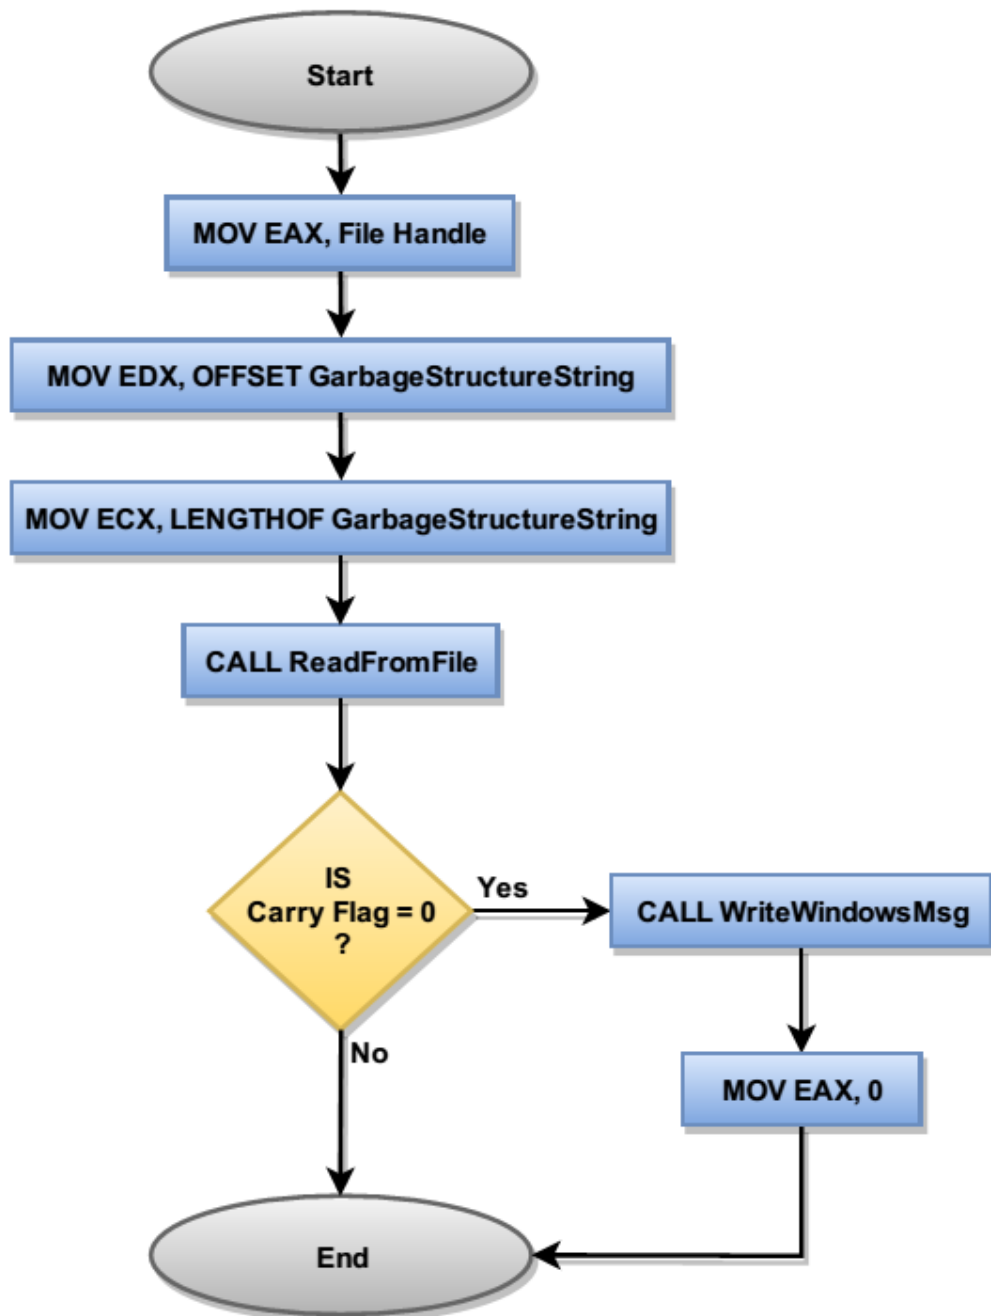 Start
MOV EAX, File Handle
MOV EDX, OFFSET GarbageStructureString
MOV ECX, LENGTHOF GarbageStructureString
CALL ReadFromFile
IS
Carry Flag = 0
?
Yes
CALL WriteWindowsMsg
No
MOV EAX, 0
End